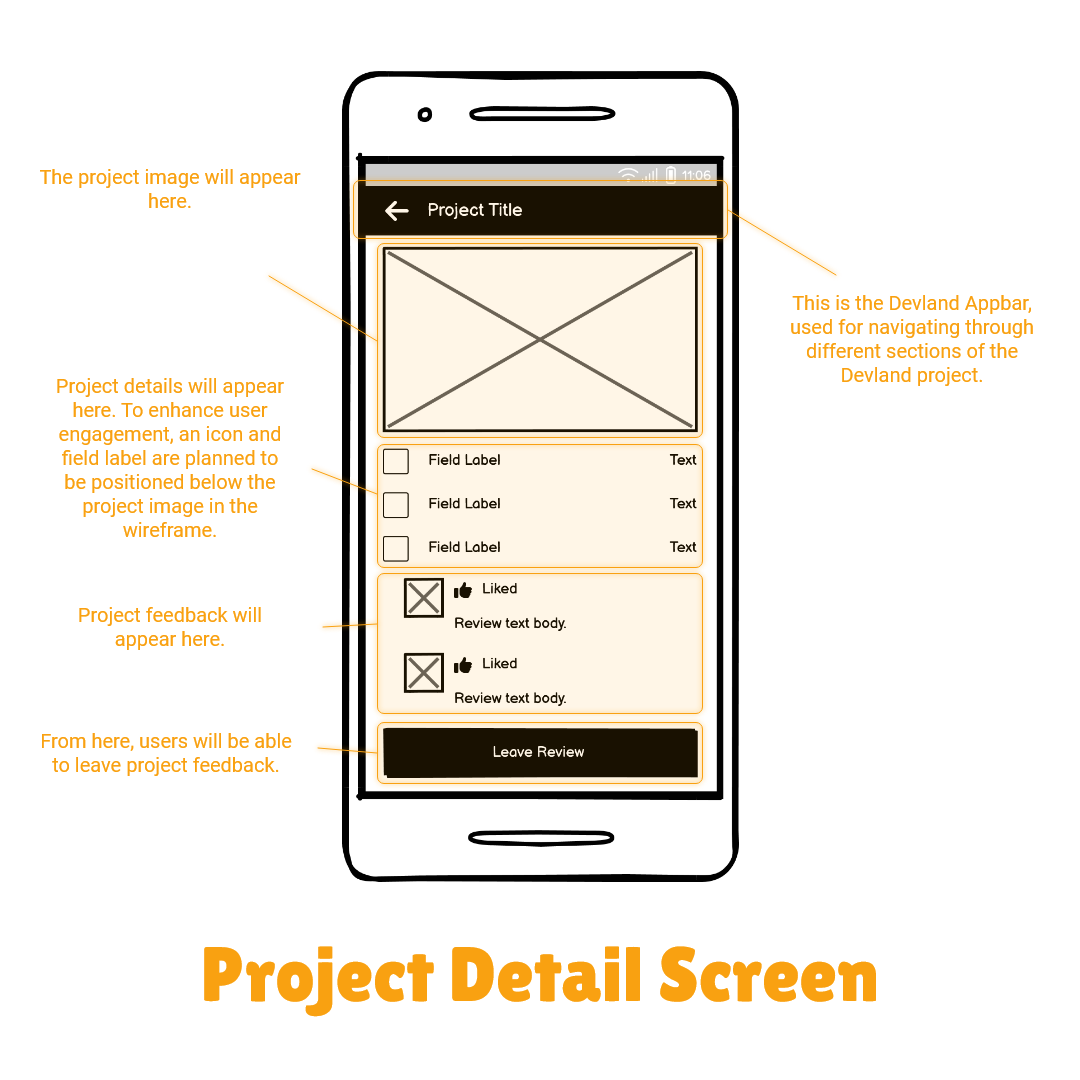 11:06
Project Title
The project image will appear
here.
This is the Devland Appbar,
used for navigating through
different sections of the
Devland project.
Project details will appear
here. To enhance user
engagement, an icon and
field label are planned to
be positioned below the
project image in the
wireframe.
Field Label Text
Field Label Text
Field Label Text
Project feedback will
appear here.
Liked
Review text body.
Liked
Review text body.
From here, users will be able
to leave project feedback.
Leave Review
Project Detail Screen